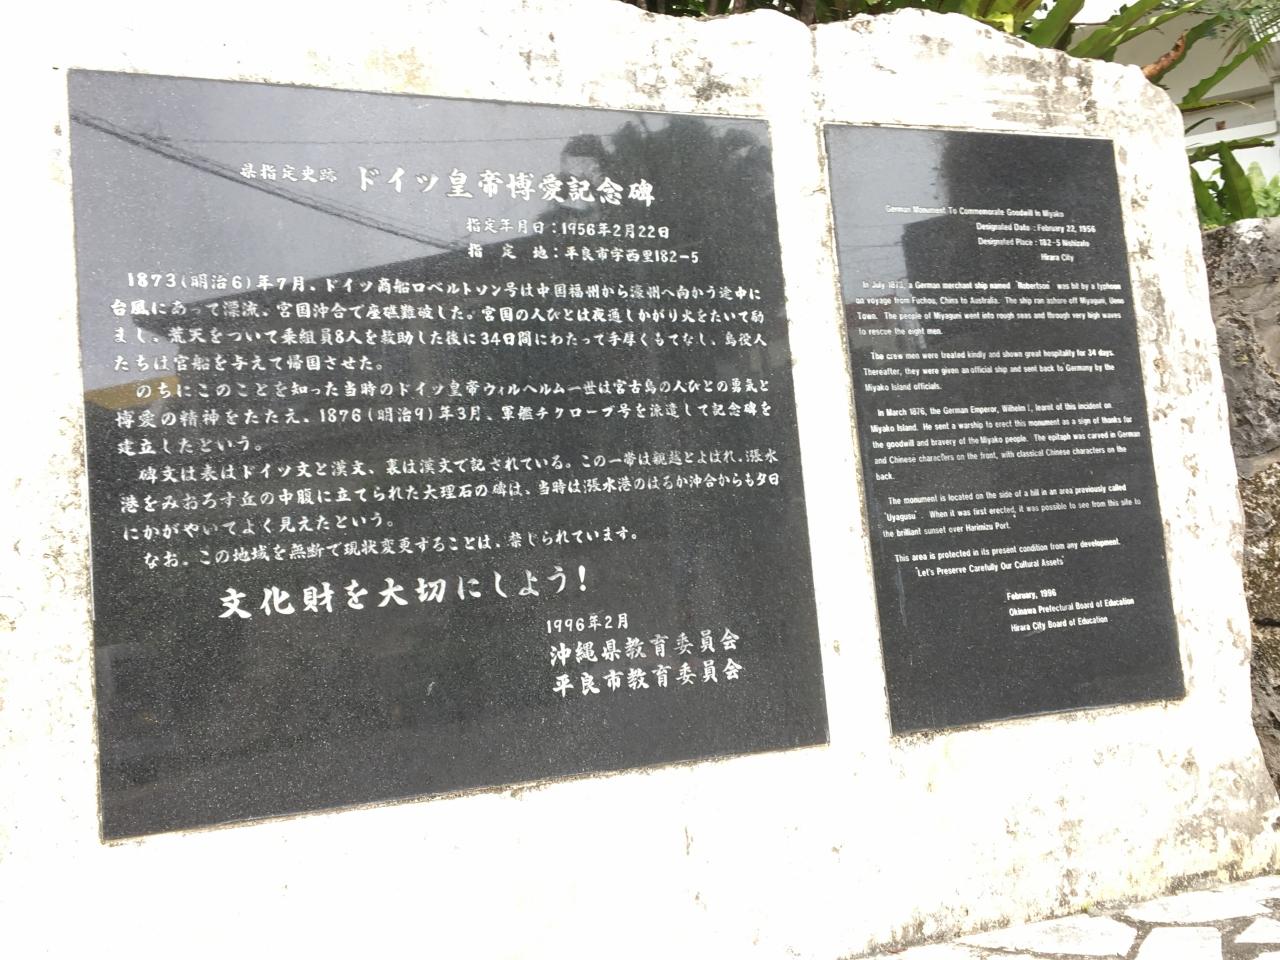 県指定史跡 ドイツ皇帝博愛記念碑
指定年月日：1956年2月22日
指 定 地：平良市字西里182-5
1873(明治6)年7月、ドイツ商船ロベルトソン号は中国福州から濠州へ向かう途中に
台風にあって漂流、宮国沖合で座礁難破した。宮国の人びとは夜通しかがり火をたいて励
まし、荒天をついて乗組員8人を救助した後に34日間にわたって手厚くもてなし、島役人
たちは官船を与えて帰国させた。
のちにこのことを知った当時のドイツ皇帝ウィルヘルム一世は宮古島の人びとの勇気と
博愛の精神をたたえ、1876(明治9)年3月、軍艦チクロープ号を派遣して記念碑を
建立したという。
碑文は表はドイツ文と漢文、裏は漢文で記されている。この一帯は親越とよばれ、漲水
港をみおろす丘の中腹に立てられた大理石の碑は、当時は漲水港のはるか沖合からも夕日
にかがやいてよく見えたという。
なお、この地域を無断で現状変更することは、禁じられています。
文化財を大切にしよう！
1996年2月
沖縄県教育委員会
平良市教育委員会
German Monument To Commemorate Goodwill In Miyako
Designated Date : February 22, 1956
Designated Place : 182-5 Nishizato
Hirara City
In July 1873, a German merchant ship named "Robertson" was hit by a typhoon
on voyage from Fuchou, China to Australia. The ship ran ashore off Miyaguni, Ueno
Town. The people of Miyaguni went into rough seas and through very high waves
to rescue the eight men.
The crew men were treated kindly and shown great hospitality for 34 days.
Thereafter, they were given an official ship and sent back to Germany by the
Miyako Island officials.
In March 1876, the German Emperor, Wilhelm I, learnt of this incident on
Miyako Island. He sent a warship to erect this monument as a sign of thanks for
the goodwill and bravery of the Miyako people. The epitaph was carved in German
and Chinese characters on the front, with classical Chinese characters on the
back.
The monument is located on the side of a hill in an area previously called
"Uyagusu". When it was first erected, it was possible to see from this site to
the brilliant sunset over Harimizu Port.
This area is protected in its present condition from any development.
"Let's Preserve Carefully Our Cultural Assets"
February, 1996
Okinawa Prefectural Board of Education
Hirara City Board of Education